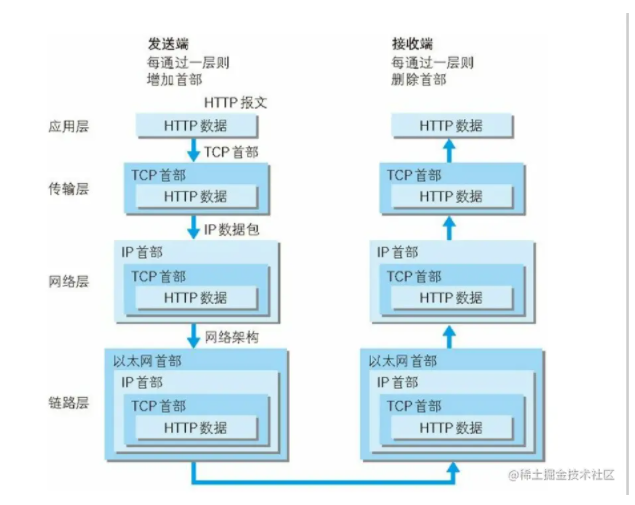 发送端
每通过一层则
增加首部
接收端
每通过一层则
删除首部
HTTP 报文
应用层
HTTP 数据
HTTP 数据
TCP 首部
传输层
TCP 首部
HTTP 数据
TCP 首部
HTTP 数据
IP 数据包
网络层
IP 首部
TCP 首部
HTTP 数据
IP 首部
TCP 首部
HTTP 数据
网络架构
链路层
以太网首部
IP 首部
TCP 首部
HTTP 数据
以太网首部
IP 首部
TCP 首部
HTTP 数据
@稀土掘金技术社区